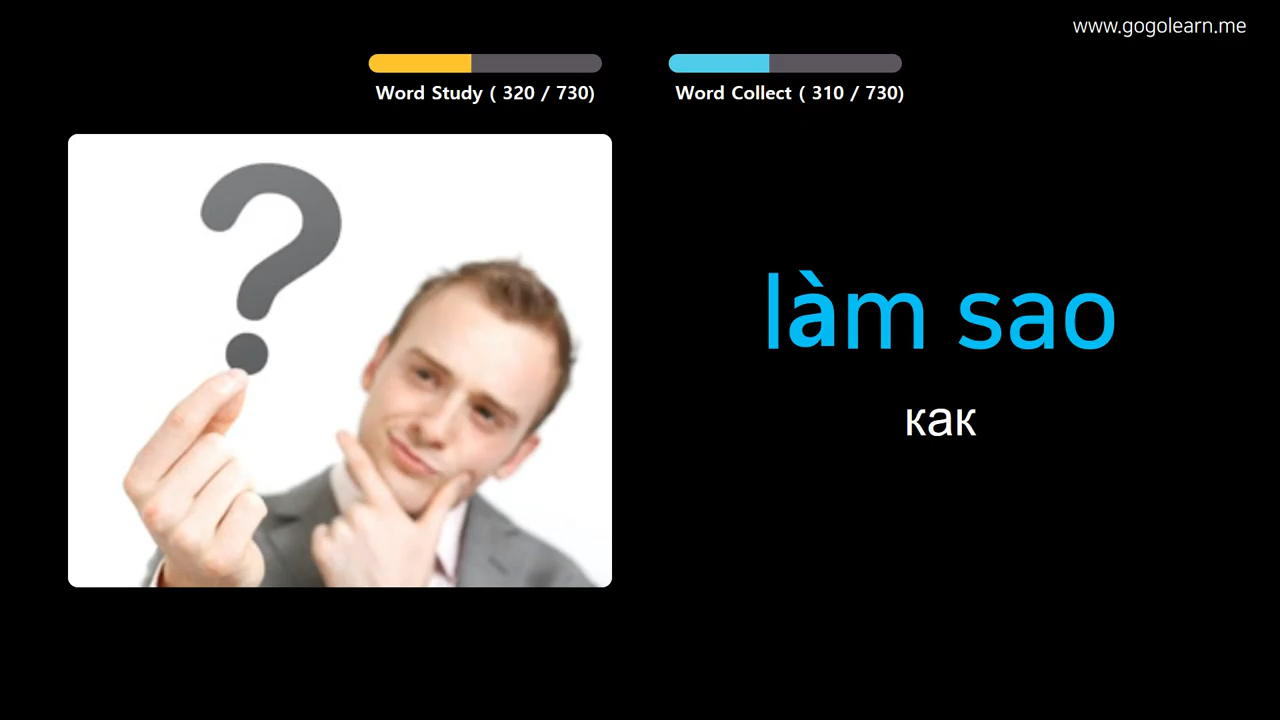 www.gogolearn.me
Word Study ( 320 / 730)
Word Collect ( 310 / 730)
?
làm sao
как